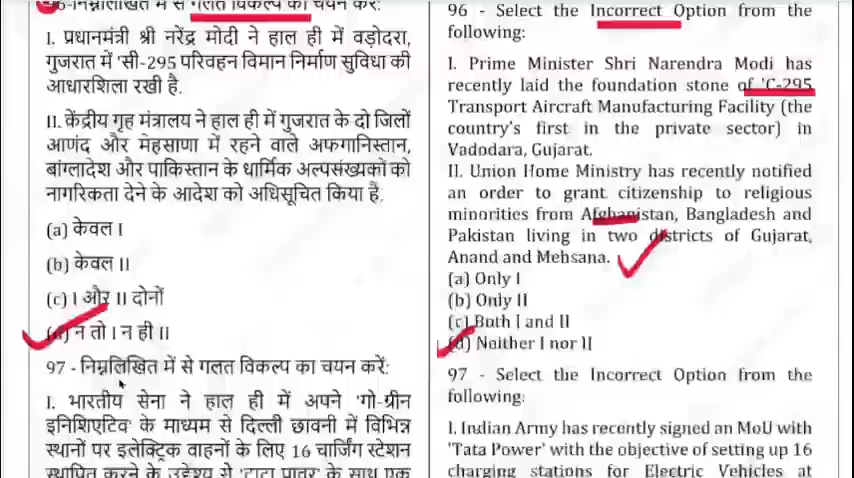 96-निम्नलिखित में से गलत विकल्प का चयन करें:
I. प्रधानमंत्री श्री नरेंद्र मोदी ने हाल ही में वड़ोदरा,
गुजरात में 'सी-295 परिवहन विमान निर्माण सुविधा की
आधारशिला रखी है.
II. केंद्रीय गृह मंत्रालय ने हाल ही में गुजरात के दो जिलों
आणंद और मेहसाणा में रहने वाले अफगानिस्तान,
बांग्लादेश और पाकिस्तान के धार्मिक अल्पसंख्यकों को
नागरिकता देने के आदेश को अधिसूचित किया है.
(a) केवल I
(b) केवल II
(c) I और II दोनों
(d) न तो I न ही II
97 - निम्नलिखित में से गलत विकल्प का चयन करें:
I. भारतीय सेना ने हाल ही में अपने 'गो-ग्रीन
इनिशिएटिव' के माध्यम से दिल्ली छावनी में विभिन्न
स्थानों पर इलेक्ट्रिक वाहनों के लिए 16 चार्जिंग स्टेशन
स्थापित करने के उद्देश्य से 'टाटा पावर' के साथ एक
96 - Select the Incorrect Option from the
following:
I. Prime Minister Shri Narendra Modi has
recently laid the foundation stone of 'C-295
Transport Aircraft Manufacturing Facility (the
country's first in the private sector) in
Vadodara, Gujarat.
II. Union Home Ministry has recently notified
an order to grant citizenship to religious
minorities from Afghanistan, Bangladesh and
Pakistan living in two districts of Gujarat,
Anand and Mehsana.
(a) Only I
(b) Only II
(c) Both I and II
(d) Neither I nor II
97 - Select the Incorrect Option from the
following:
I. Indian Army has recently signed an MoU with
'Tata Power' with the objective of setting up 16
charging stations for Electric Vehicles at